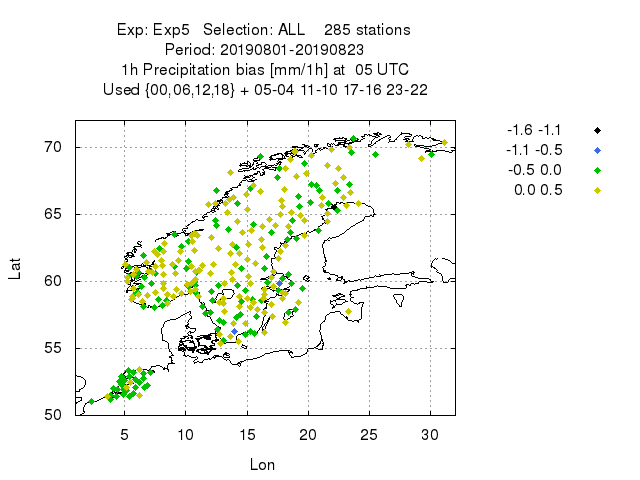 Exp: Exp5 Selection: ALL 285 stations
Period: 20190801-20190823
1h Precipitation bias [mm/1h] at 05 UTC
Used {00,06,12,18} + 05-04 11-10 17-16 23-22
-1.6 -1.1
-1.1 -0.5
-0.5 0.0
0.0 0.5
70
65
60
55
50
Lat
5 10 15 20 25 30
Lon